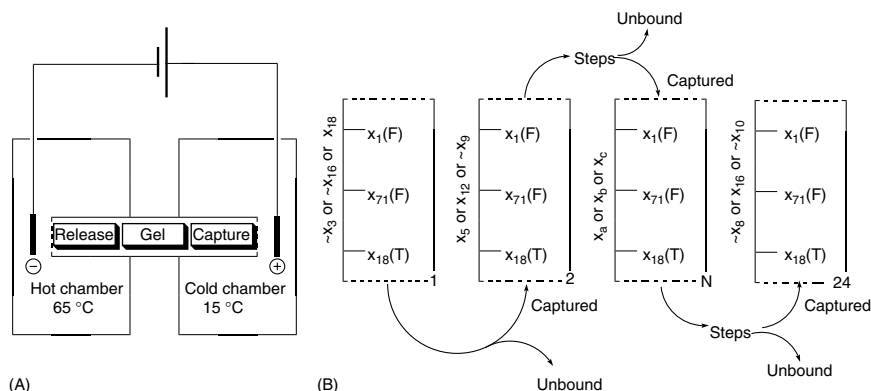 Release
Gel
Capture
−
+
Hot chamber
65 °C
Cold chamber
15 °C
(A)
Unbound
Steps
Captured
~x3 or ~x16 or x18
x1(F)
x71(F)
x18(T)
1
x5 or x12 or ~x9
x1(F)
x71(F)
x18(T)
2
xa or xb or xc
x1(F)
x71(F)
x18(T)
N
~x8 or x16 or ~x10
x1(F)
x71(F)
x18(T)
24
Captured
Unbound
Steps
Captured
Unbound
(B)